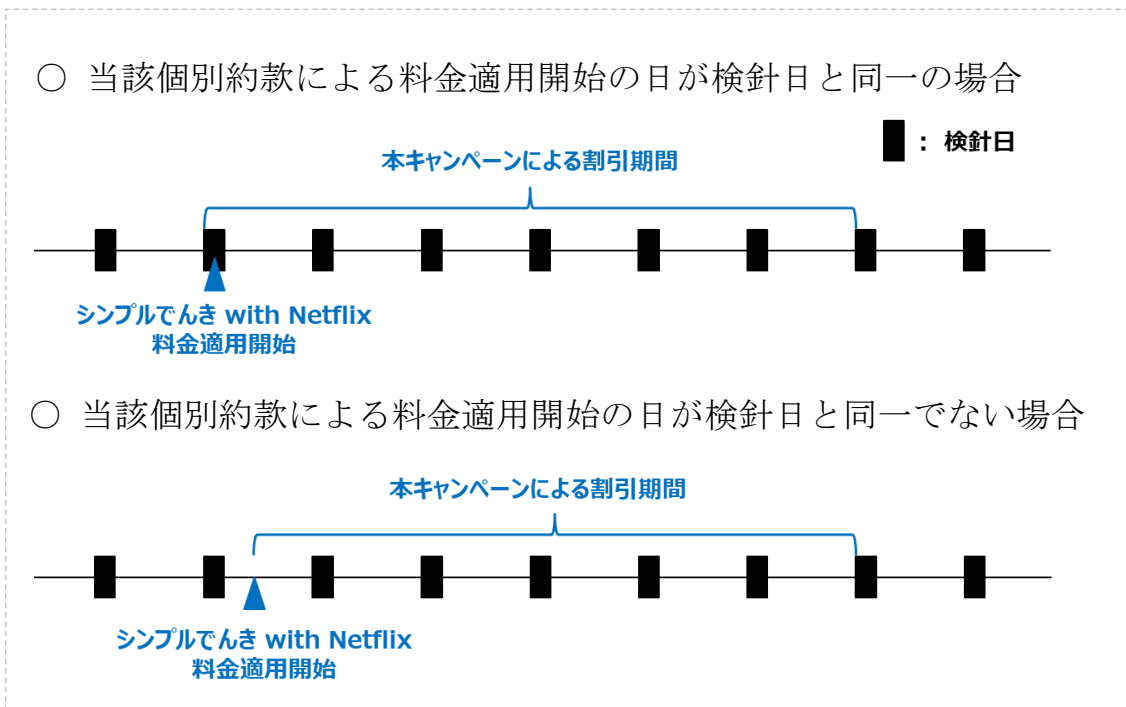 ○ 当該個別約款による料金適用開始の日が検針日と同一の場合
: 検針日
本キャンペーンによる割引期間
シンプルでんき with Netflix
料金適用開始
○ 当該個別約款による料金適用開始の日が検針日と同一でない場合
本キャンペーンによる割引期間
シンプルでんき with Netflix
料金適用開始